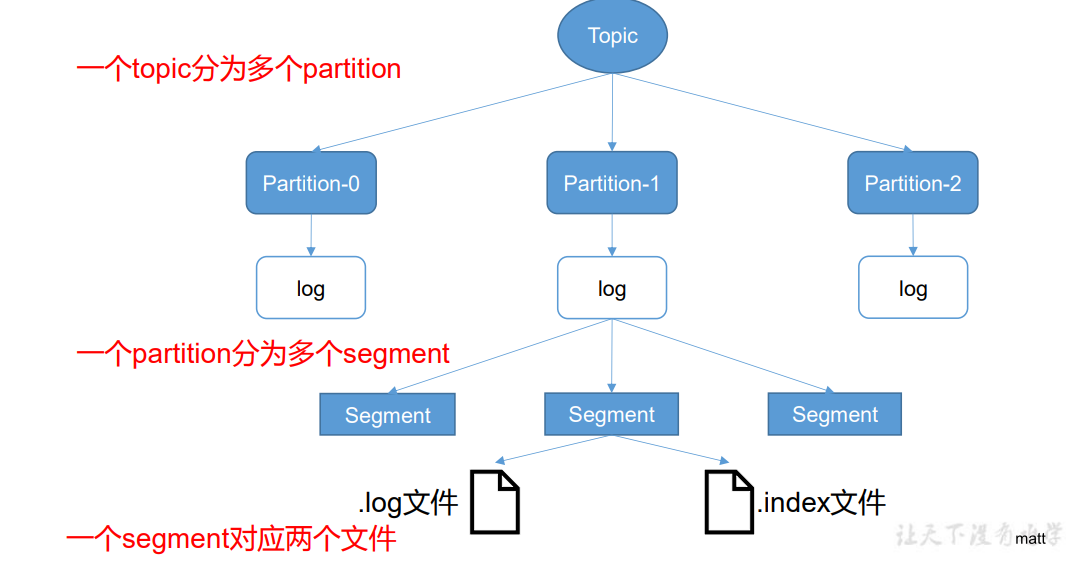 Topic
一个topic分为多个partition
Partition-0
Partition-1
Partition-2
log
log
log
一个partition分为多个segment
Segment
Segment
Segment
.log文件
.index文件
一个segment对应两个文件
让天下没有
学
matt